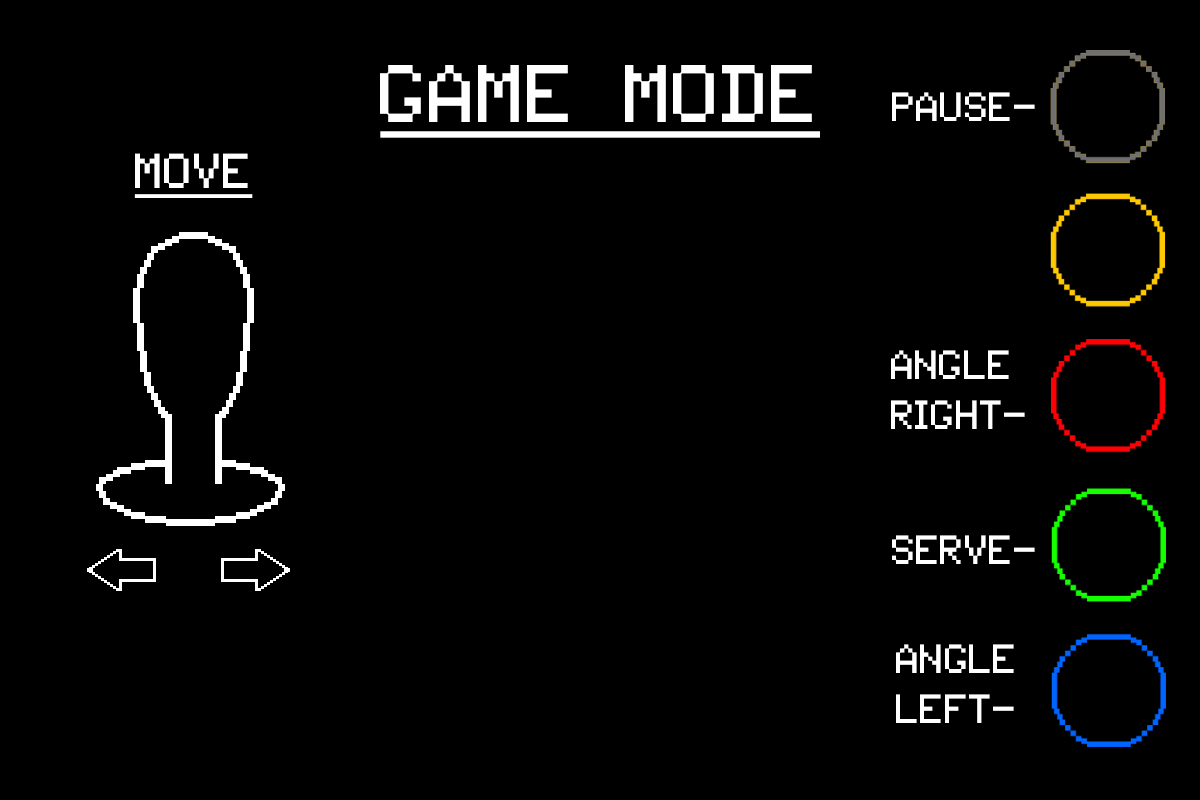 GAME MODE
MOVE
PAUSE-
ANGLE
RIGHT-
SERVE-
ANGLE
LEFT-